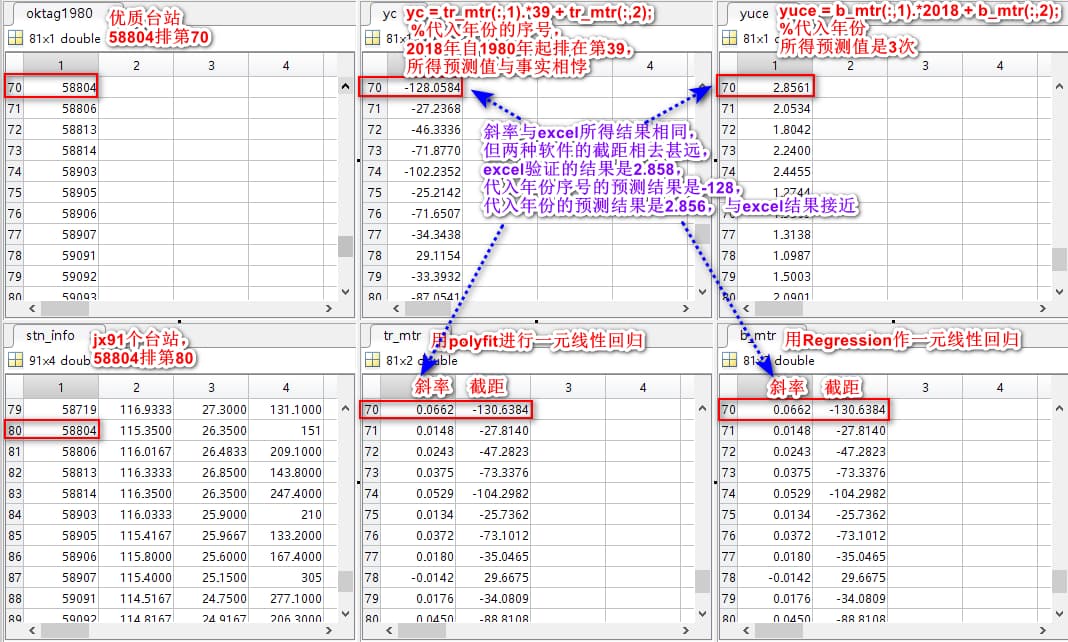 oktag1980
优质台站
58804排第70
81x1 double
1 2 3 4
70 58804
71 58806
72 58813
73 58814
74 58903
75 58905
76 58906
77 58907
78 59091
79 59092
80 59093
yc
yc = tr_mtr(:,1).*39 + tr_mtr(:,2);
%代入年份的序号,
2018年自1980年起排在第39,
所得预测值与事实相悖
4
70 -128.0584
71 -27.2368
72 -46.3336
73 -71.8770
74 -102.2352
75 -25.2142
76 -71.6507
77 -34.3438
78 29.1154
79 -33.3932
80 -87.0541
yuce
yuce = b_mtr(:,1).*2018 + b_mtr(:,2);
%代入年份
所得预测值是3次
1 2 3 4
70 2.8561
71 2.0534
72 1.8042
73 2.2400
74 2.4455
75 1.2744
76
77 1.3138
78 1.0987
79 1.5003
80 2.0901
斜率与excel所得结果相同,
但两种软件的截距相去甚远,
excel验证的结果是2.858,
代入年份序号的预测结果是-128,
代入年份的预测结果是2.856, 与excel结果接近
stn_info
jx91个台站,
58804排第80
91x4 double
1 2 3 4
79 58719 116.9333 27.3000 131.1000
80 58804 115.3500 26.3500 151
81 58806 116.0167 26.4833 209.1000
82 58813 116.3333 26.8500 143.8000
83 58814 116.3500 26.3500 247.4000
84 58903 116.0333 25.9000 210
85 58905 115.4167 25.9667 133.2000
86 58906 115.8000 25.6000 167.4000
87 58907 115.4000 25.1500 305
88 59091 114.5167 24.7500 277.1000
89 59092 114.8167 24.9167 206.3000
tr_mtr
用polyfit进行一元线性回归
81x2 double
斜率 截距 3 4
70 0.0662 -130.6384
71 0.0148 -27.8140
72 0.0243 -47.2823
73 0.0375 -73.3376
74 0.0529 -104.2982
75 0.0134 -25.7362
76 0.0372 -73.1012
77 0.0180 -35.0465
78 -0.0142 29.6675
79 0.0176 -34.0809
80 0.0450 -88.8108
b_mtr
用Regression作一元线性回归
double
斜率 截距 3 4
70 0.0662 -130.6384
71 0.0148 -27.8140
72 0.0243 -47.2823
73 0.0375 -73.3376
74 0.0529 -104.2982
75 0.0134 -25.7362
76 0.0372 -73.1012
77 0.0180 -35.0465
78 -0.0142 29.6675
79 0.0176 -34.0809
80 0.0450 -88.8108